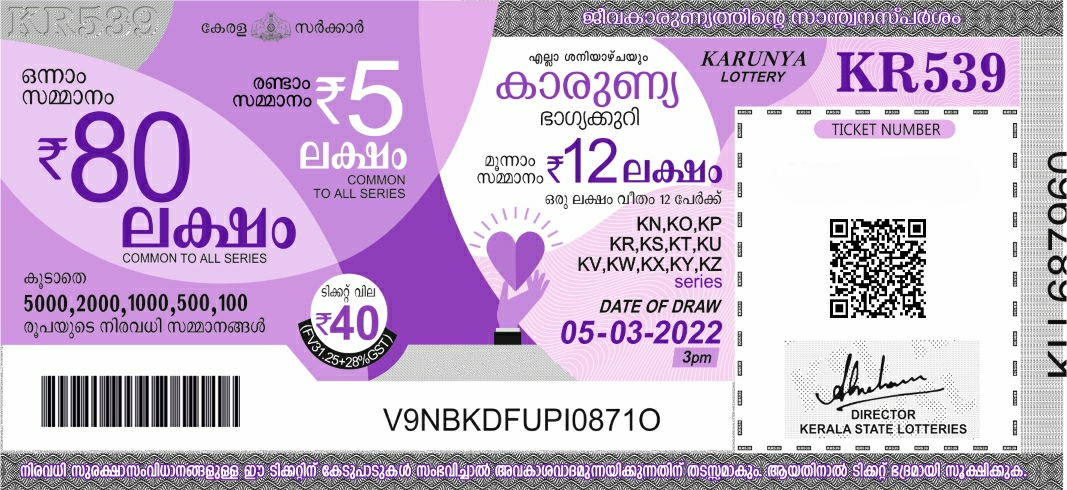 KR539
കേരള സർക്കാർ
ജീവകാരുണ്യത്തിന്റെ സാന്ത്വനസ്പർശം
ഒന്നാം
സമ്മാനം
₹80
ലക്ഷം
COMMON TO ALL SERIES
രണ്ടാം
സമ്മാനം
₹5
ലക്ഷം
COMMON
TO ALL SERIES
എല്ലാ ശനിയാഴ്ചയും
കാരുണ്യ
ഭാഗ്യക്കുറി
KARUNYA
LOTTERY
KR539
മൂന്നാം
സമ്മാനം
₹12 ലക്ഷം
ഒരു ലക്ഷം വീതം 12 പേർക്ക്
KN,KO,KP
KR,KS,KT,KU
KV,KW,KX,KY,KZ
series
DATE OF DRAW
05-03-2022
3pm
കൂടാതെ
5000,2000,1000,500,100
രൂപയുടെ നിരവധി സമ്മാനങ്ങൾ
ടിക്കറ്റ് വില
₹40
(FV31.25+28%GST)
V9NBKDFUPI0871O
TICKET NUMBER
DIRECTOR
KERALA STATE LOTTERIES
നിരവധി സുരക്ഷാസംവിധാനങ്ങളുള്ള ഈ ടിക്കറ്റിന് കേടുപാടുകൾ സംഭവിച്ചാൽ അവകാശവാദമുന്നയിക്കുന്നതിന് തടസ്സമാകും. ആയതിനാൽ ടിക്കറ്റ് ഭദ്രമായി സൂക്ഷിക്കുക.